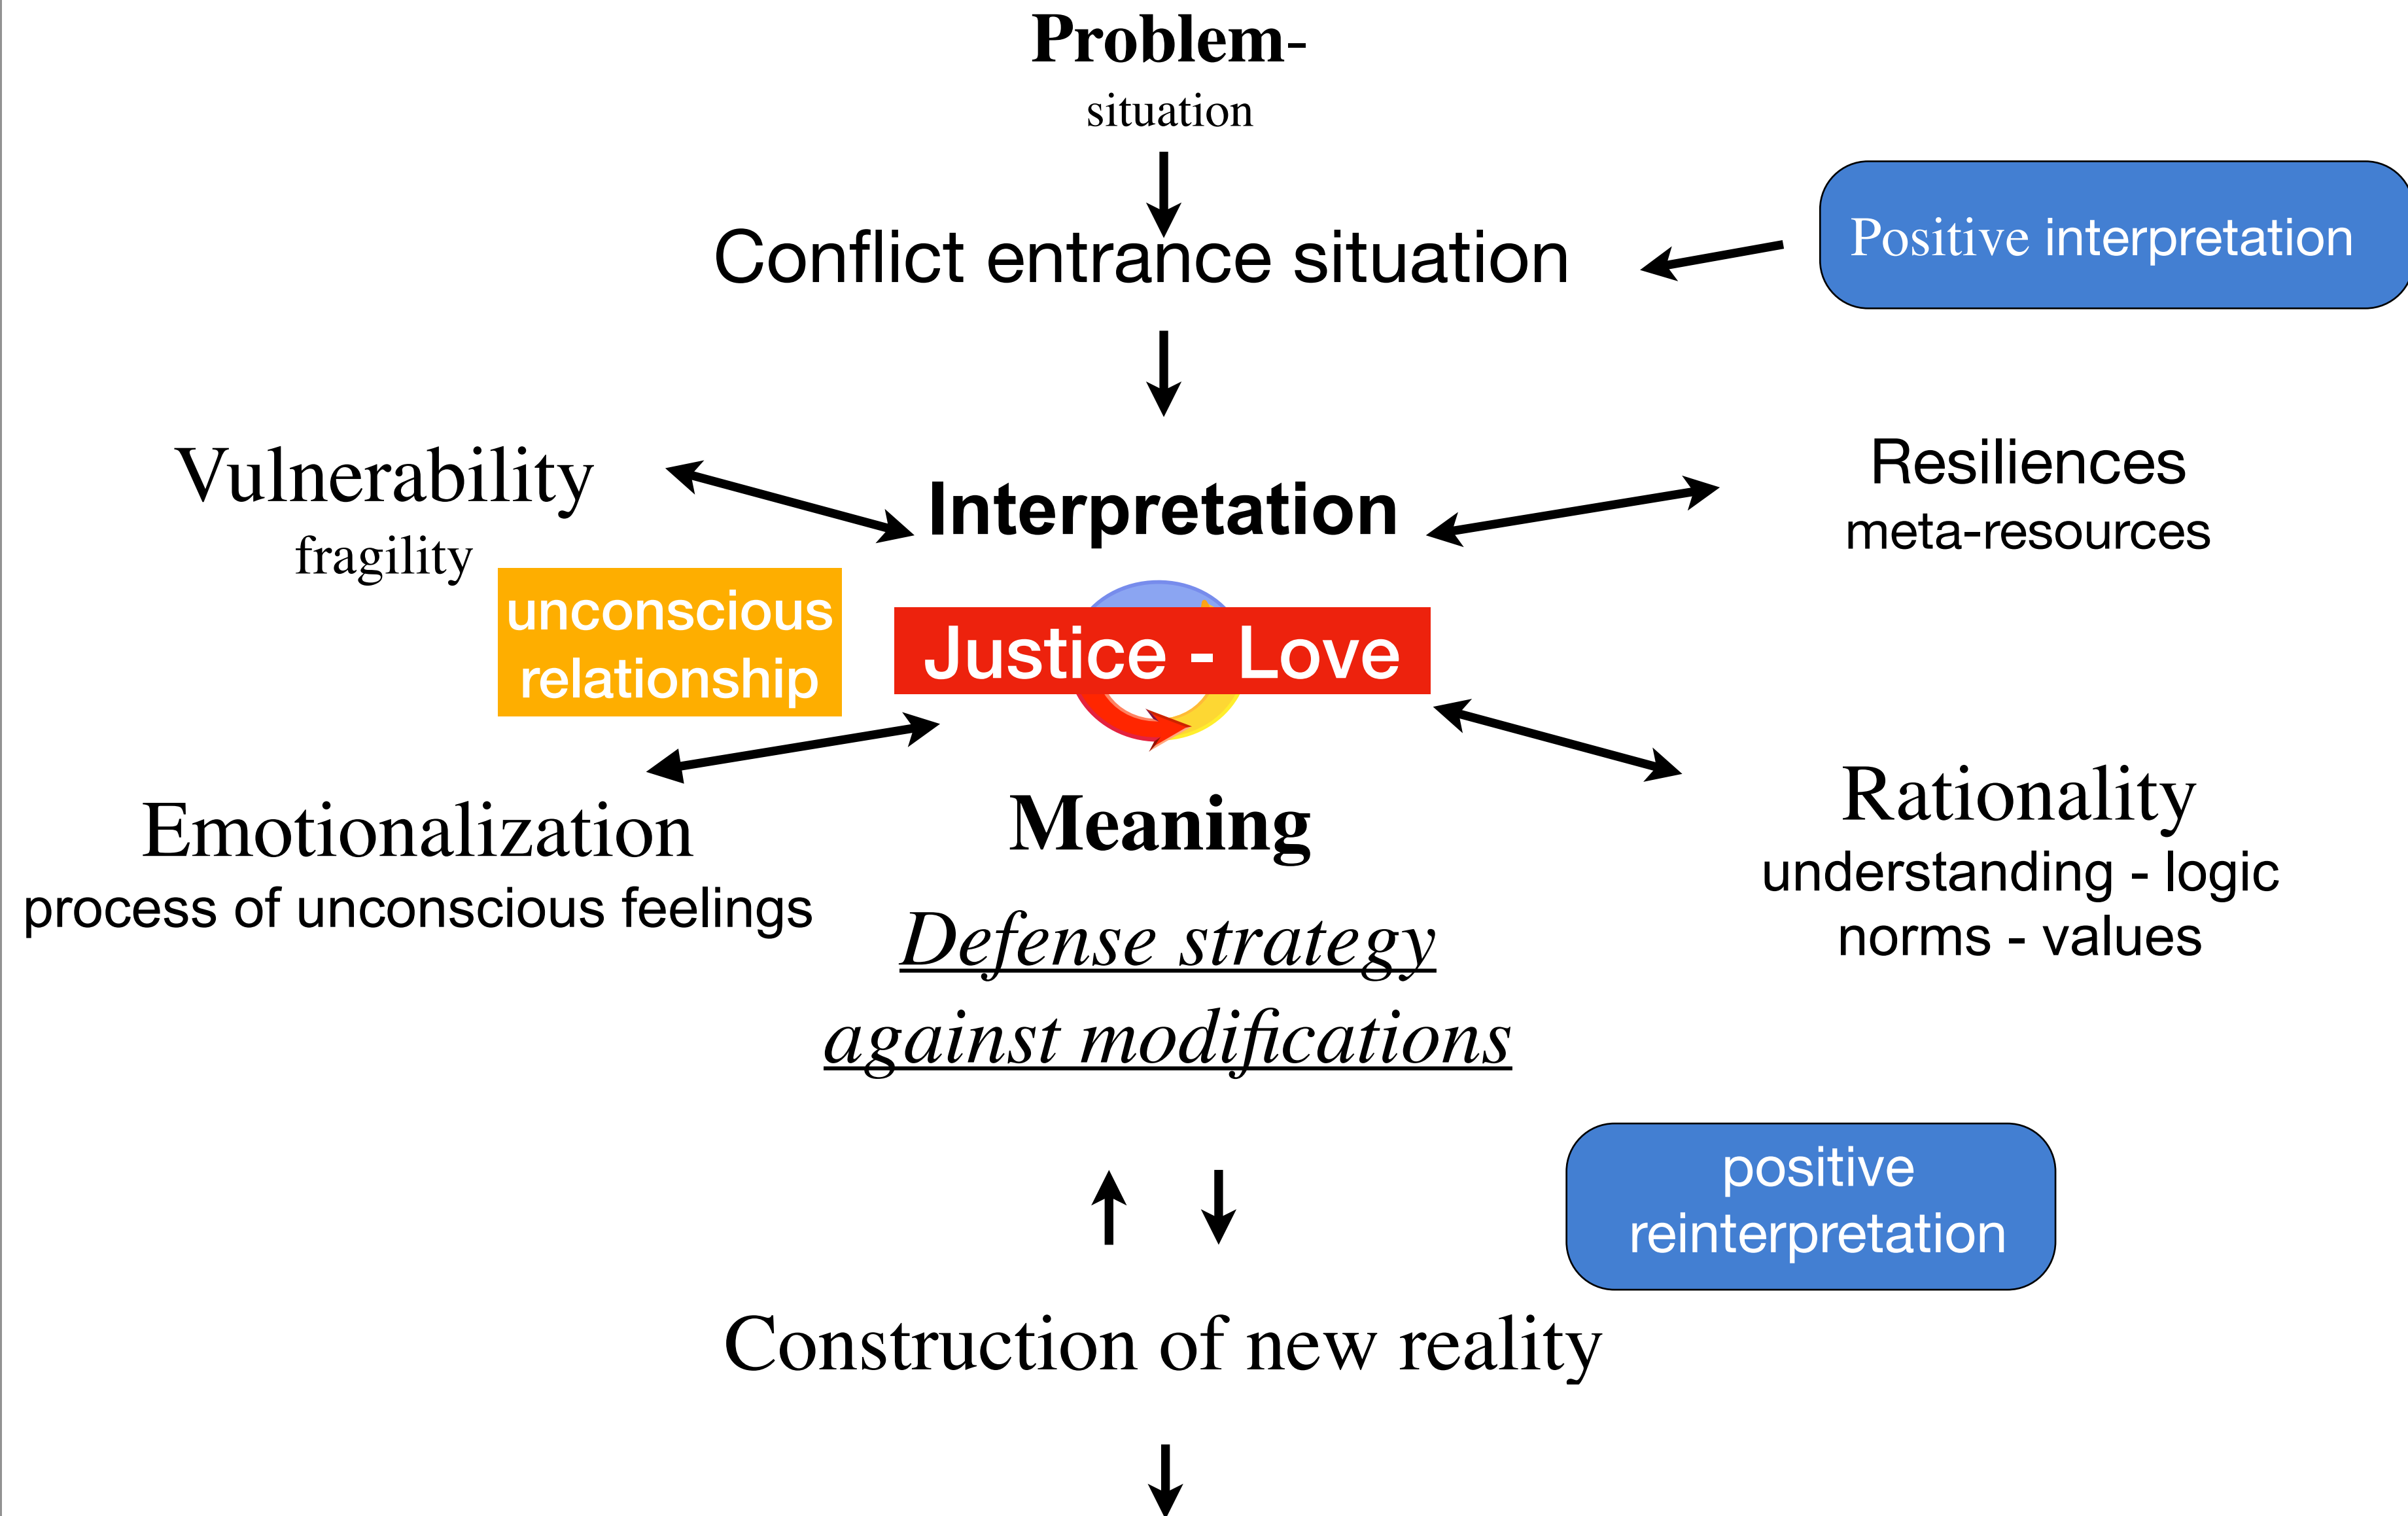 Problem-
situation
Conflict entrance situation
Positive interpretation
Vulnerability
fragility
Interpretation
Resiliences
meta-resources
unconscious
relationship
Justice - Love
Emotionalization
process of unconscious feelings
Meaning
Rationality
understanding - logic
norms - values
Defense strategy
against modifications
positive
reinterpretation
Construction of new reality